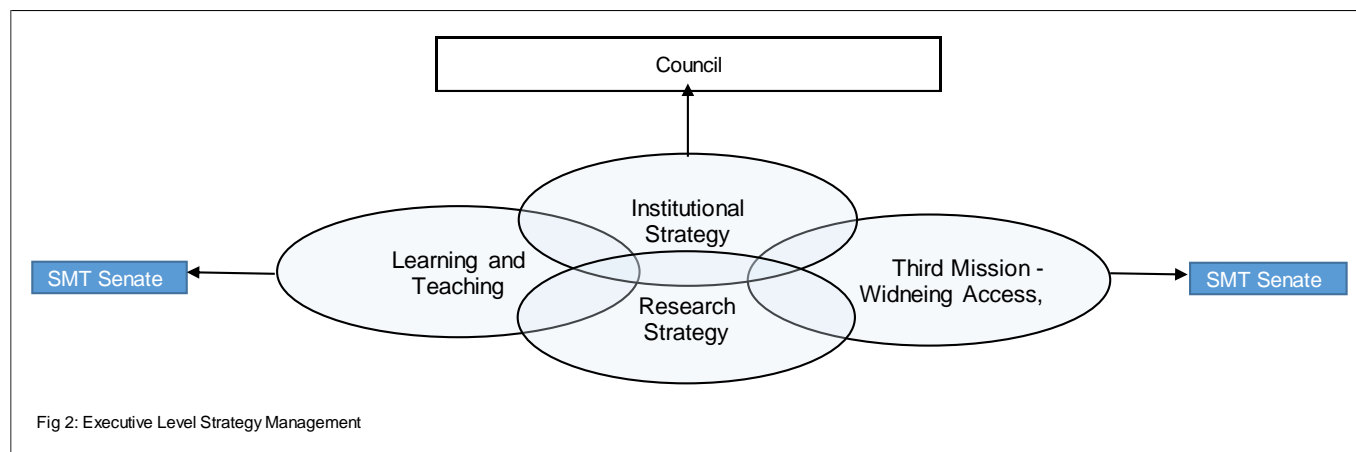 Council
Institutional
Strategy
Learning and
Teaching
Third Mission -
Widneing Access,
SMT Senate
SMT Senate
Research
Strategy
Fig 2: Executive Level Strategy Management